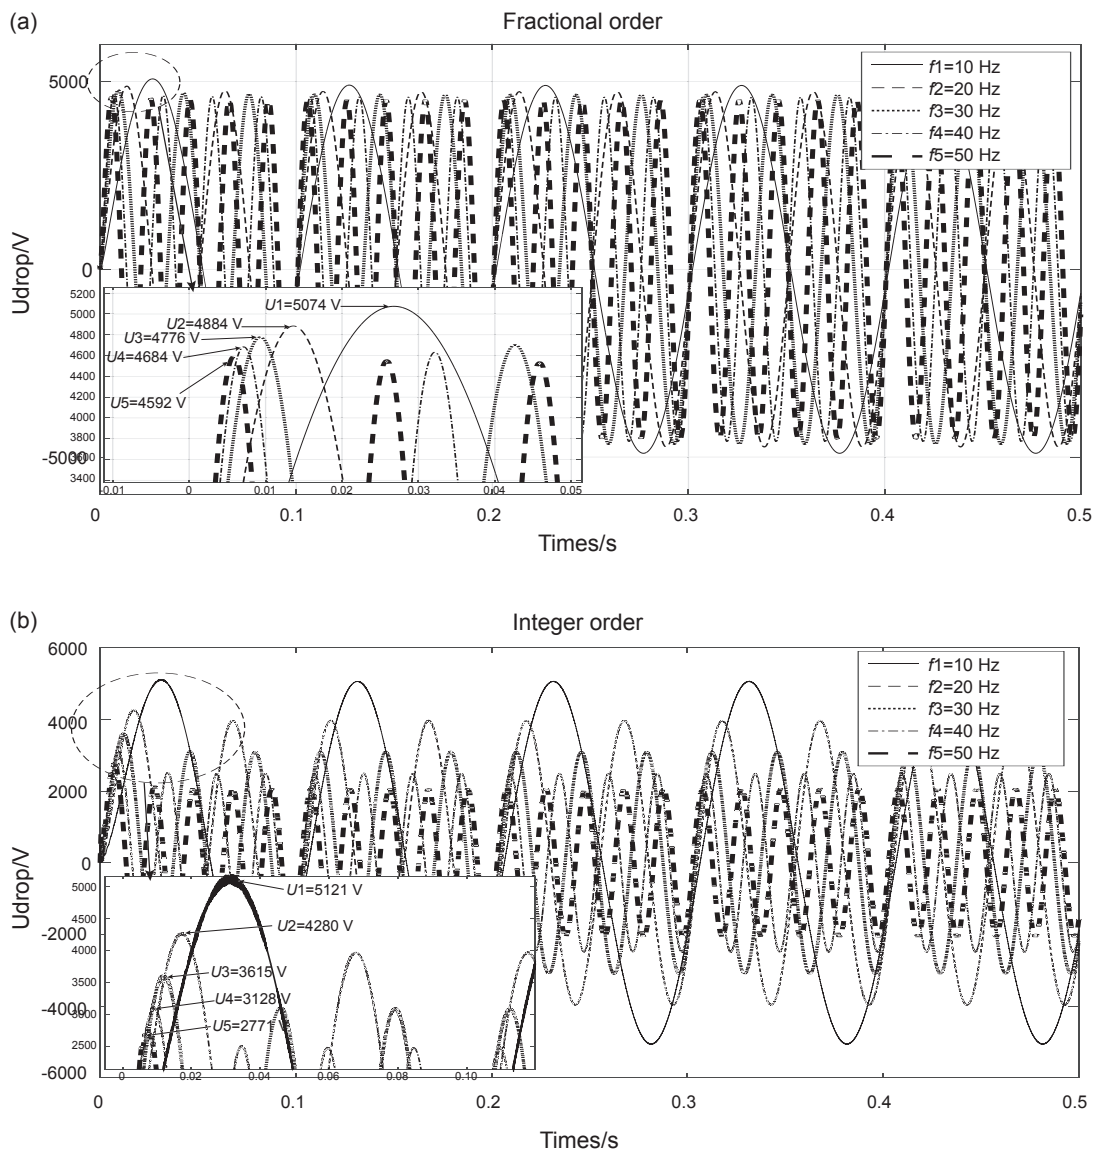 (a)
Fractional order
5000
0
-5000
Udrop/V
f1=10 Hz
f2=20 Hz
f3=30 Hz
f4=40 Hz
f5=50 Hz
5200
5000
4800
4600
4400
4200
4000
3800
3600
3400
U1=5074 V
U2=4884 V
U3=4776 V
U4=4684 V
U5=4592 V
-0.01 0 0.01 0.02 0.03 0.04 0.05
0 0.1 0.2 0.3 0.4 0.5
Times/s
(b)
Integer order
6000
4000
2000
0
-2000
-4000
-6000
Udrop/V
f1=10 Hz
f2=20 Hz
f3=30 Hz
f4=40 Hz
f5=50 Hz
5000
4500
4000
3500
3000
2500
U1=5121 V
U2=4280 V
U3=3615 V
U4=3128 V
U5=2771 V
0 0.02 0.04 0.06 0.08 0.10
0 0.1 0.2 0.3 0.4 0.5
Times/s